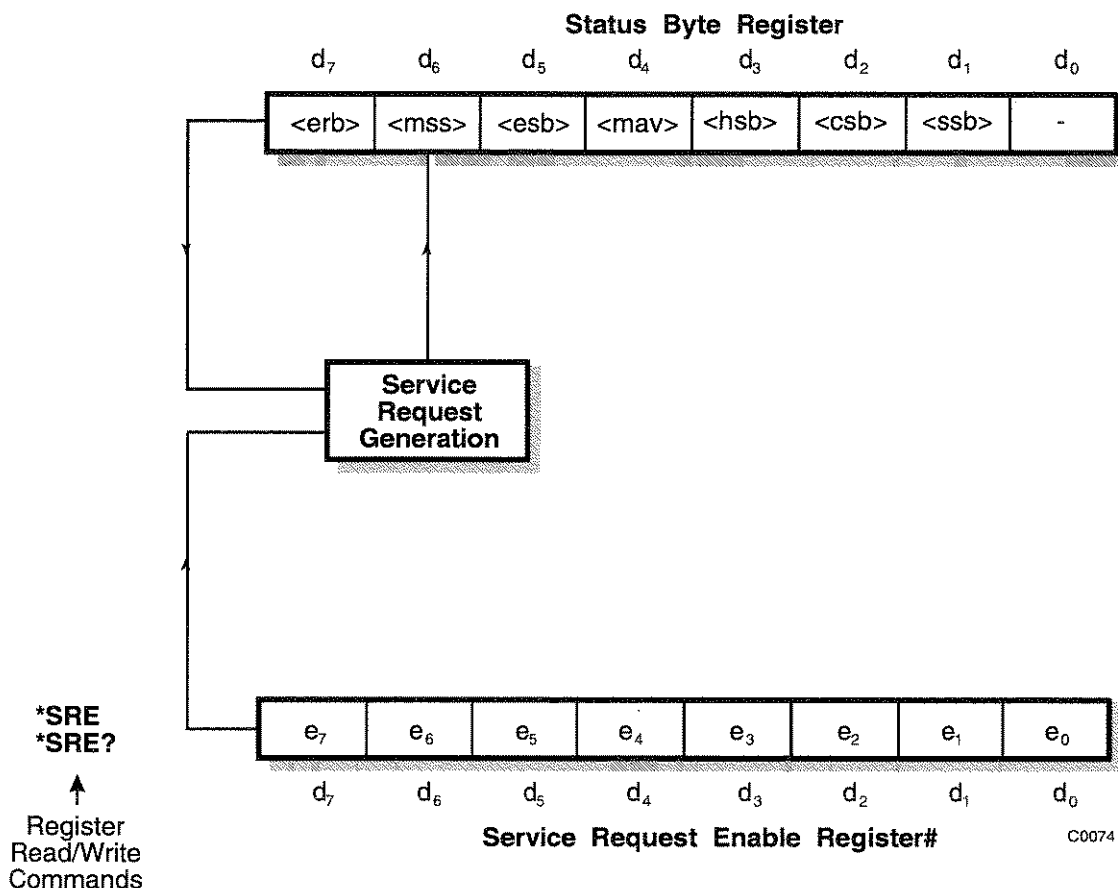 Status Byte Register
d₇ d₆ d₅ d₄ d₃ d₂ d₁ d₀
<erb> <mss> <esb> <mav> <hsb> <csb> <ssb> -
Service
Request
Generation
*SRE
*SRE?
Register
Read/Write
Commands
e₇ e₆ e₅ e₄ e₃ e₂ e₁ e₀
d₇ d₆ d₅ d₄ d₃ d₂ d₁ d₀
Service Request Enable Register#
C0074